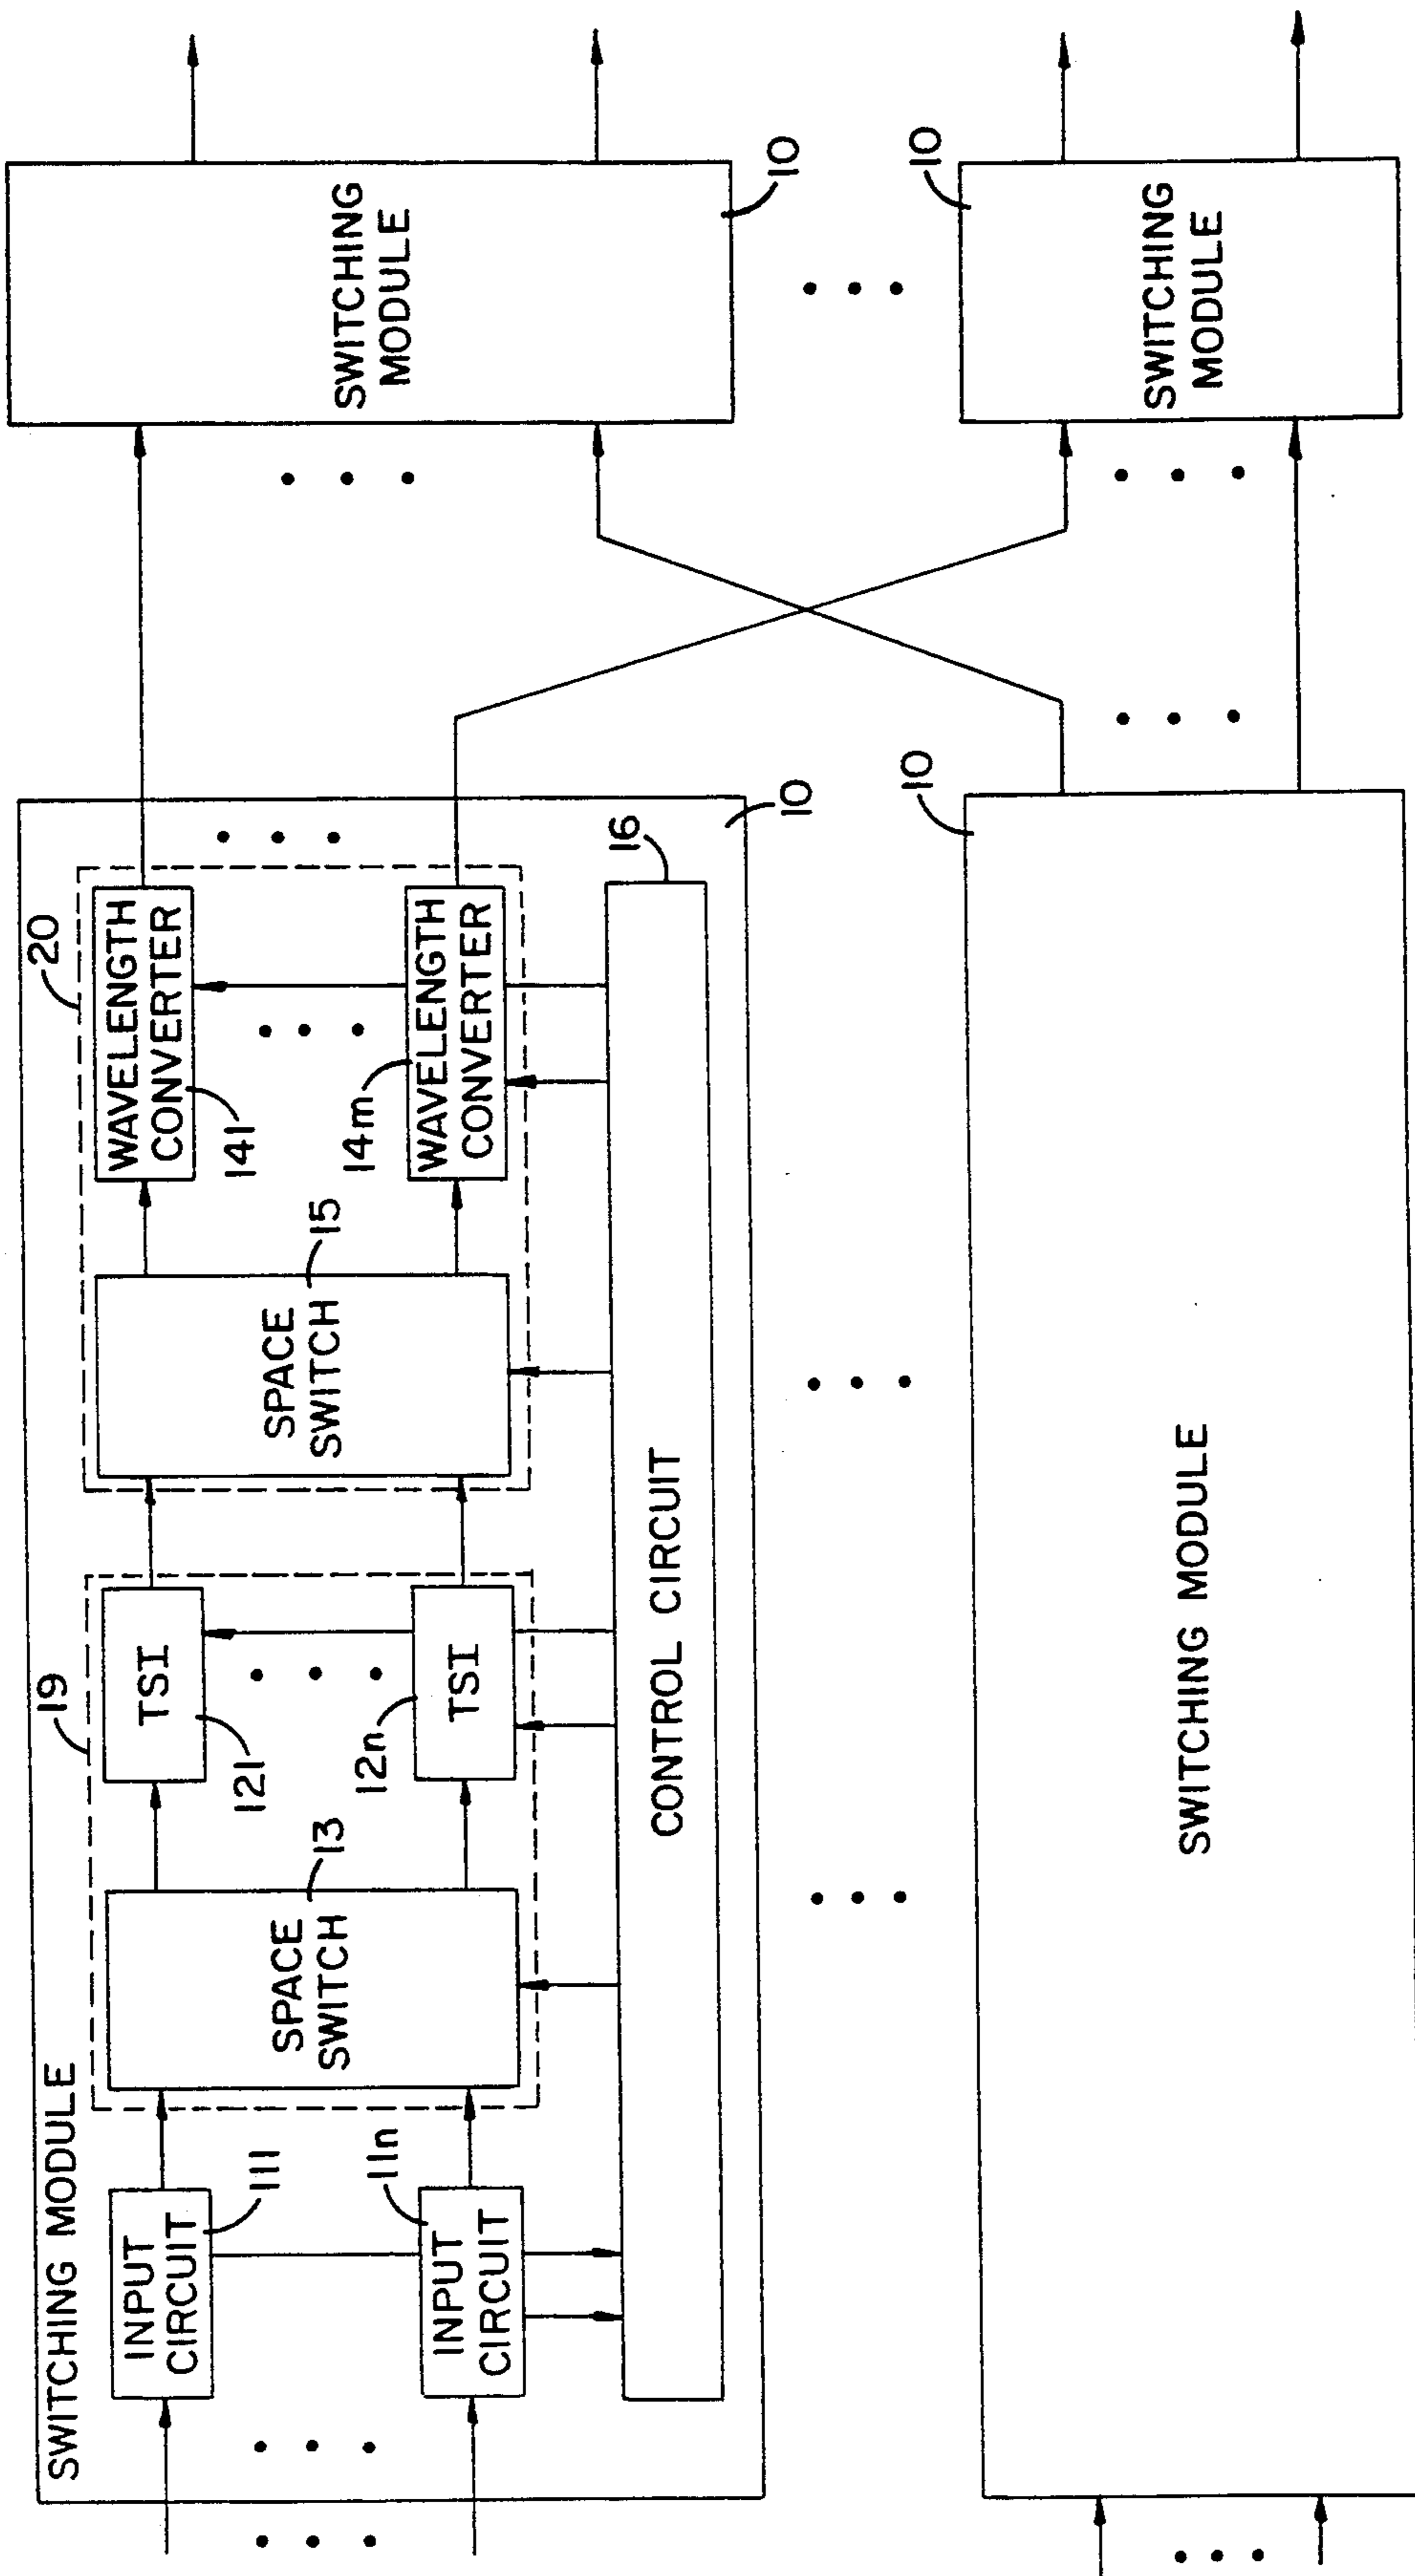 SWITCHING MODULE
INPUT
CIRCUIT
111
INPUT
CIRCUIT
11n
19
SPACE
SWITCH
13
TSI
121
TSI
12n
20
SPACE
SWITCH
15
WAVELENGTH
CONVERTER
141
WAVELENGTH
CONVERTER
14m
CONTROL CIRCUIT
16
10
SWITCHING
MODULE
10
SWITCHING MODULE
10
SWITCHING
MODULE
10